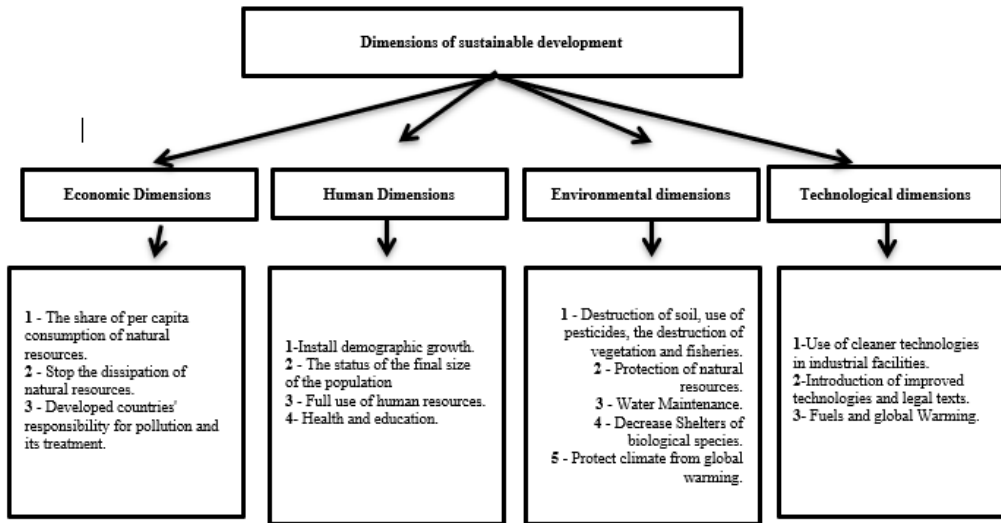 Dimensions of sustainable development
Economic Dimensions
Human Dimensions
Environmental dimensions
Technological dimensions
1 - The share of per capita
consumption of natural
resources.
2 - Stop the dissipation of
natural resources.
3 - Developed countries'
responsibility for pollution and
its treatment.
1-Install demographic growth.
2 - The status of the final size
of the population
3 - Full use of human resources.
4- Health and education.
1 - Destruction of soil, use of
pesticides, the destruction of
vegetation and fisheries.
2 - Protection of natural
resources.
3 - Water Maintenance.
4 - Decrease Shelters of
biological species.
5 - Protect climate from global
warming.
1-Use of cleaner technologies
in industrial facilities.
2-Introduction of improved
technologies and legal texts.
3- Fuels and global Warming.